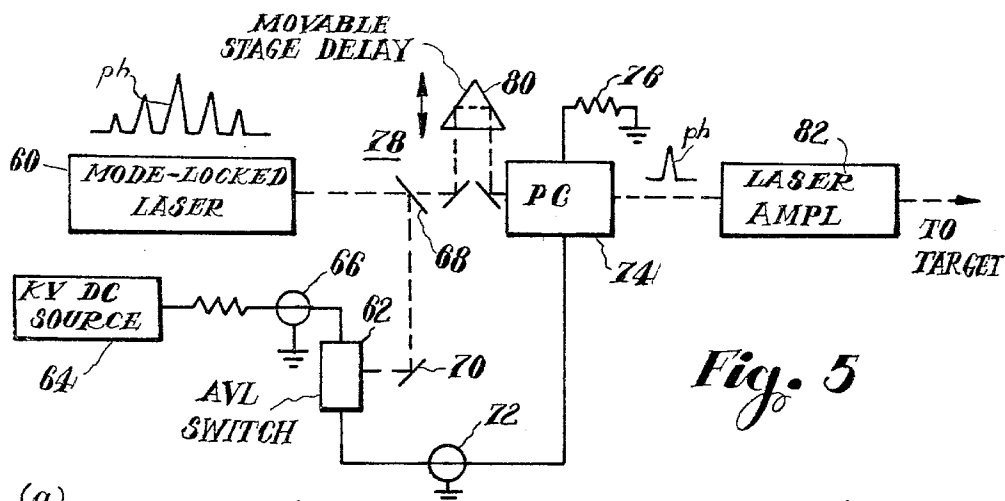 MOVABLE
STAGE DELAY
80
76
ph
78
ph
82
60
MODE-LOCKED
LASER
PC
LASER
AMPL
68
74
TO
TARGET
66
KV DC
SOURCE
62
70
64
AVL
SWITCH
72
Fig. 5
(a)